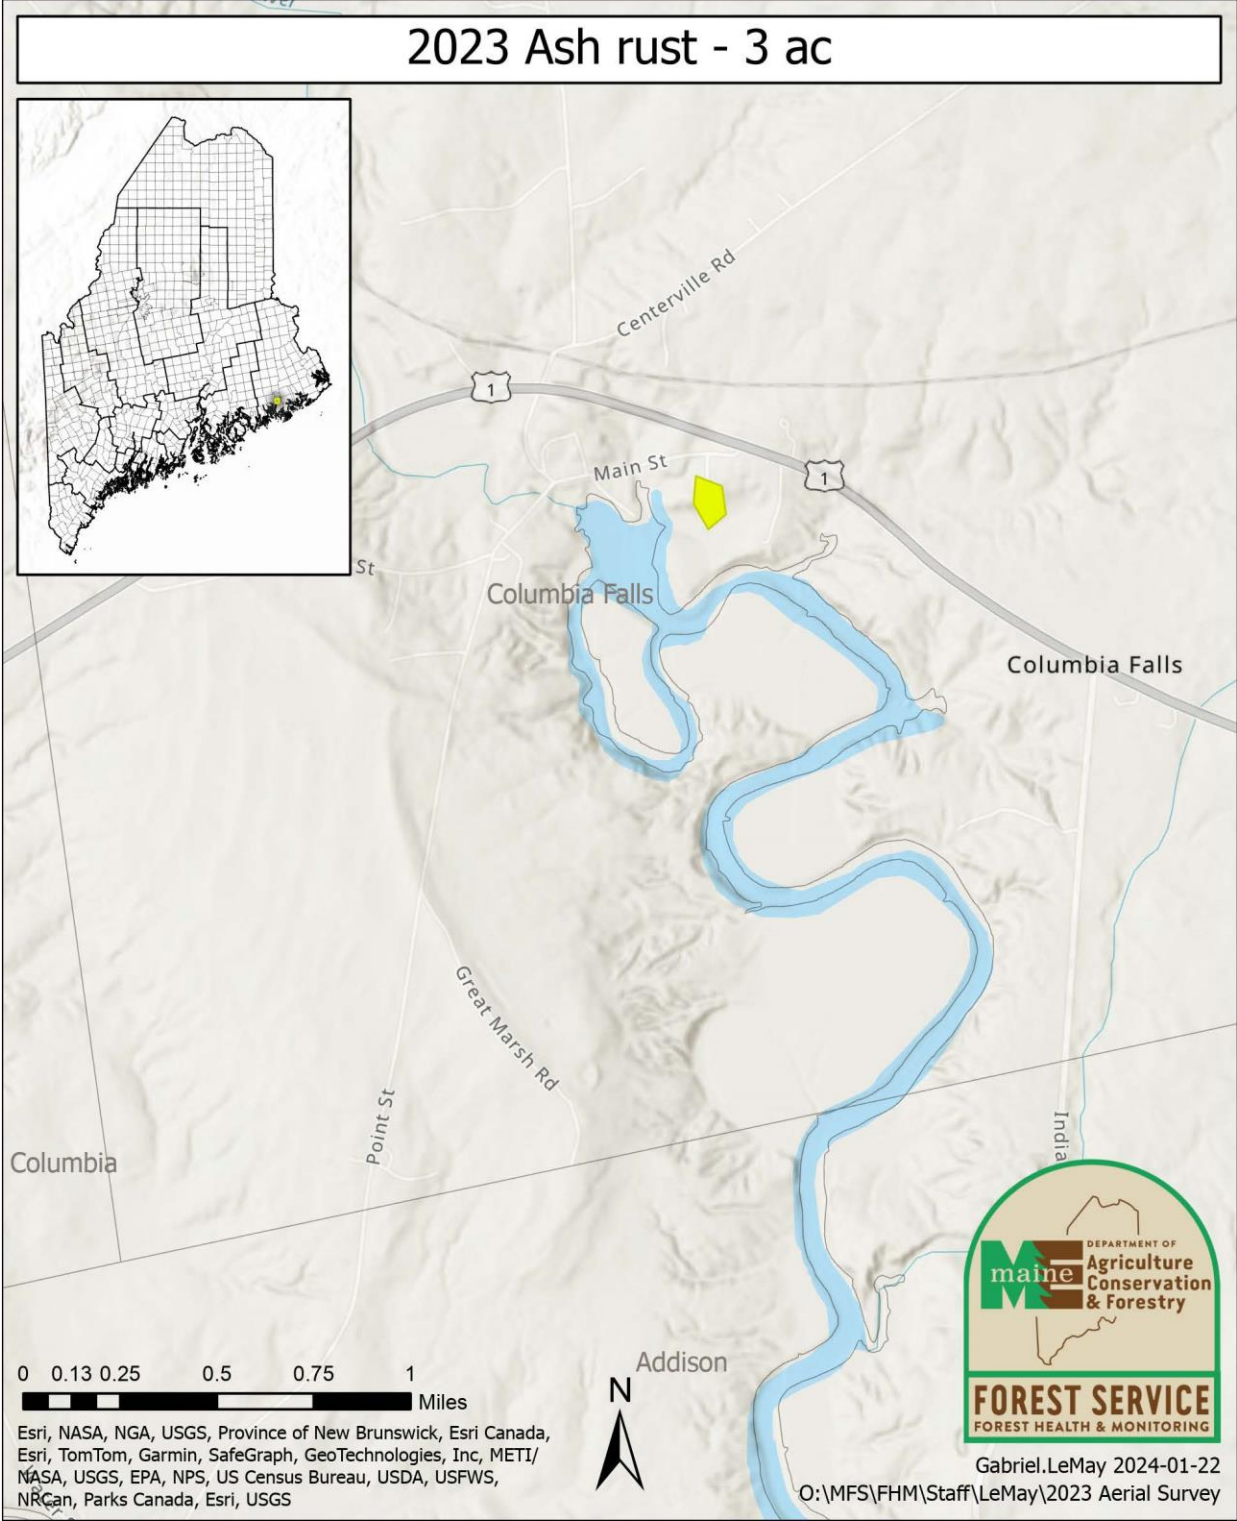 2023 Ash rust - 3 ac
Centerville Rd
1
Main St
1
St
Columbia Falls
Columbia Falls
Great Marsh Rd
Point St
Columbia
India
Addison
DEPARTMENT OF
maine
Agriculture
Conservation
& Forestry
FOREST SERVICE
FOREST HEALTH & MONITORING
0 0.13 0.25 0.5 0.75 1
Miles
N
Esri, NASA, NGA, USGS, Province of New Brunswick, Esri Canada,
Esri, TomTom, Garmin, SafeGraph, GeoTechnologies, Inc, METI/
NASA, USGS, EPA, NPS, US Census Bureau, USDA, USFWS,
NRCan, Parks Canada, Esri, USGS
Gabriel.LeMay 2024-01-22
O:\MFS\FHM\Staff\LeMay\2023 Aerial Survey